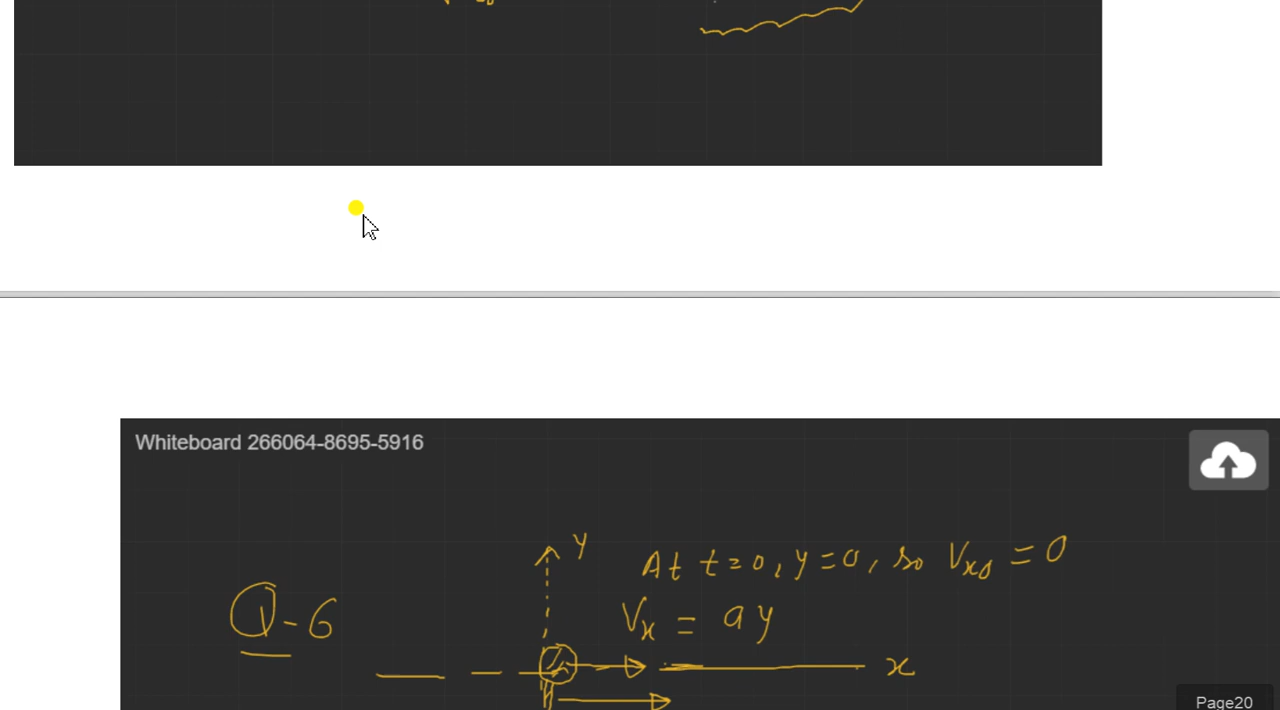 Whiteboard 266064-8695-5916
y
At t=0, y=0, so Vx0 = 0
Q-6
Vx = ay
x
Page20